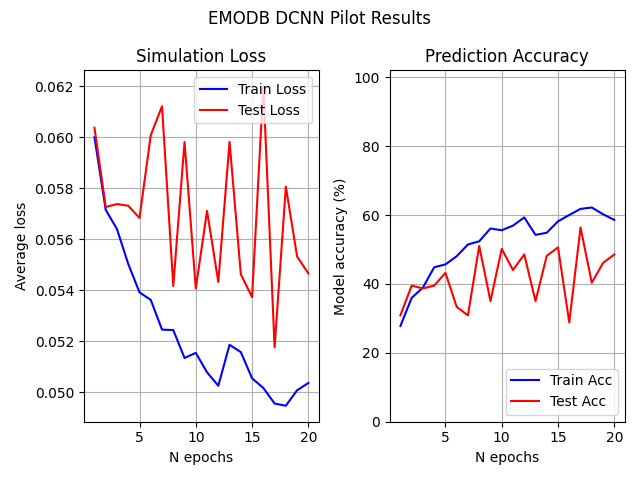 EMODB DCNN Pilot Results
Simulation Loss
Average loss
0.062
0.060
0.058
0.056
0.054
0.052
0.050
Train Loss
Test Loss
5 10 15 20
N epochs
Prediction Accuracy
Model accuracy (%)
100
80
60
40
20
0
Train Acc
Test Acc
5 10 15 20
N epochs